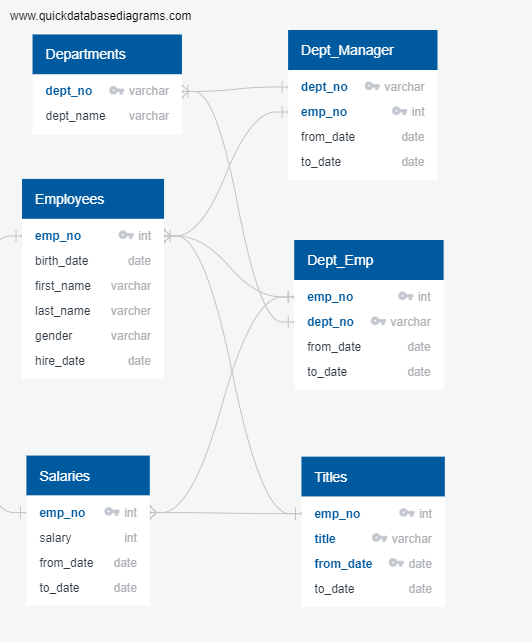 www.quickdatabasediagrams.com
Departments
dept_no varchar
dept_name varchar
Dept_Manager
dept_no varchar
emp_no int
from_date date
to_date date
Employees
emp_no int
birth_date date
first_name varchar
last_name varcher
gender varchar
hire_date date
Dept_Emp
emp_no int
dept_no varchar
from_date date
to_date date
Salaries
emp_no int
salary int
from_date date
to_date date
Titles
emp_no int
title varchar
from_date date
to_date date